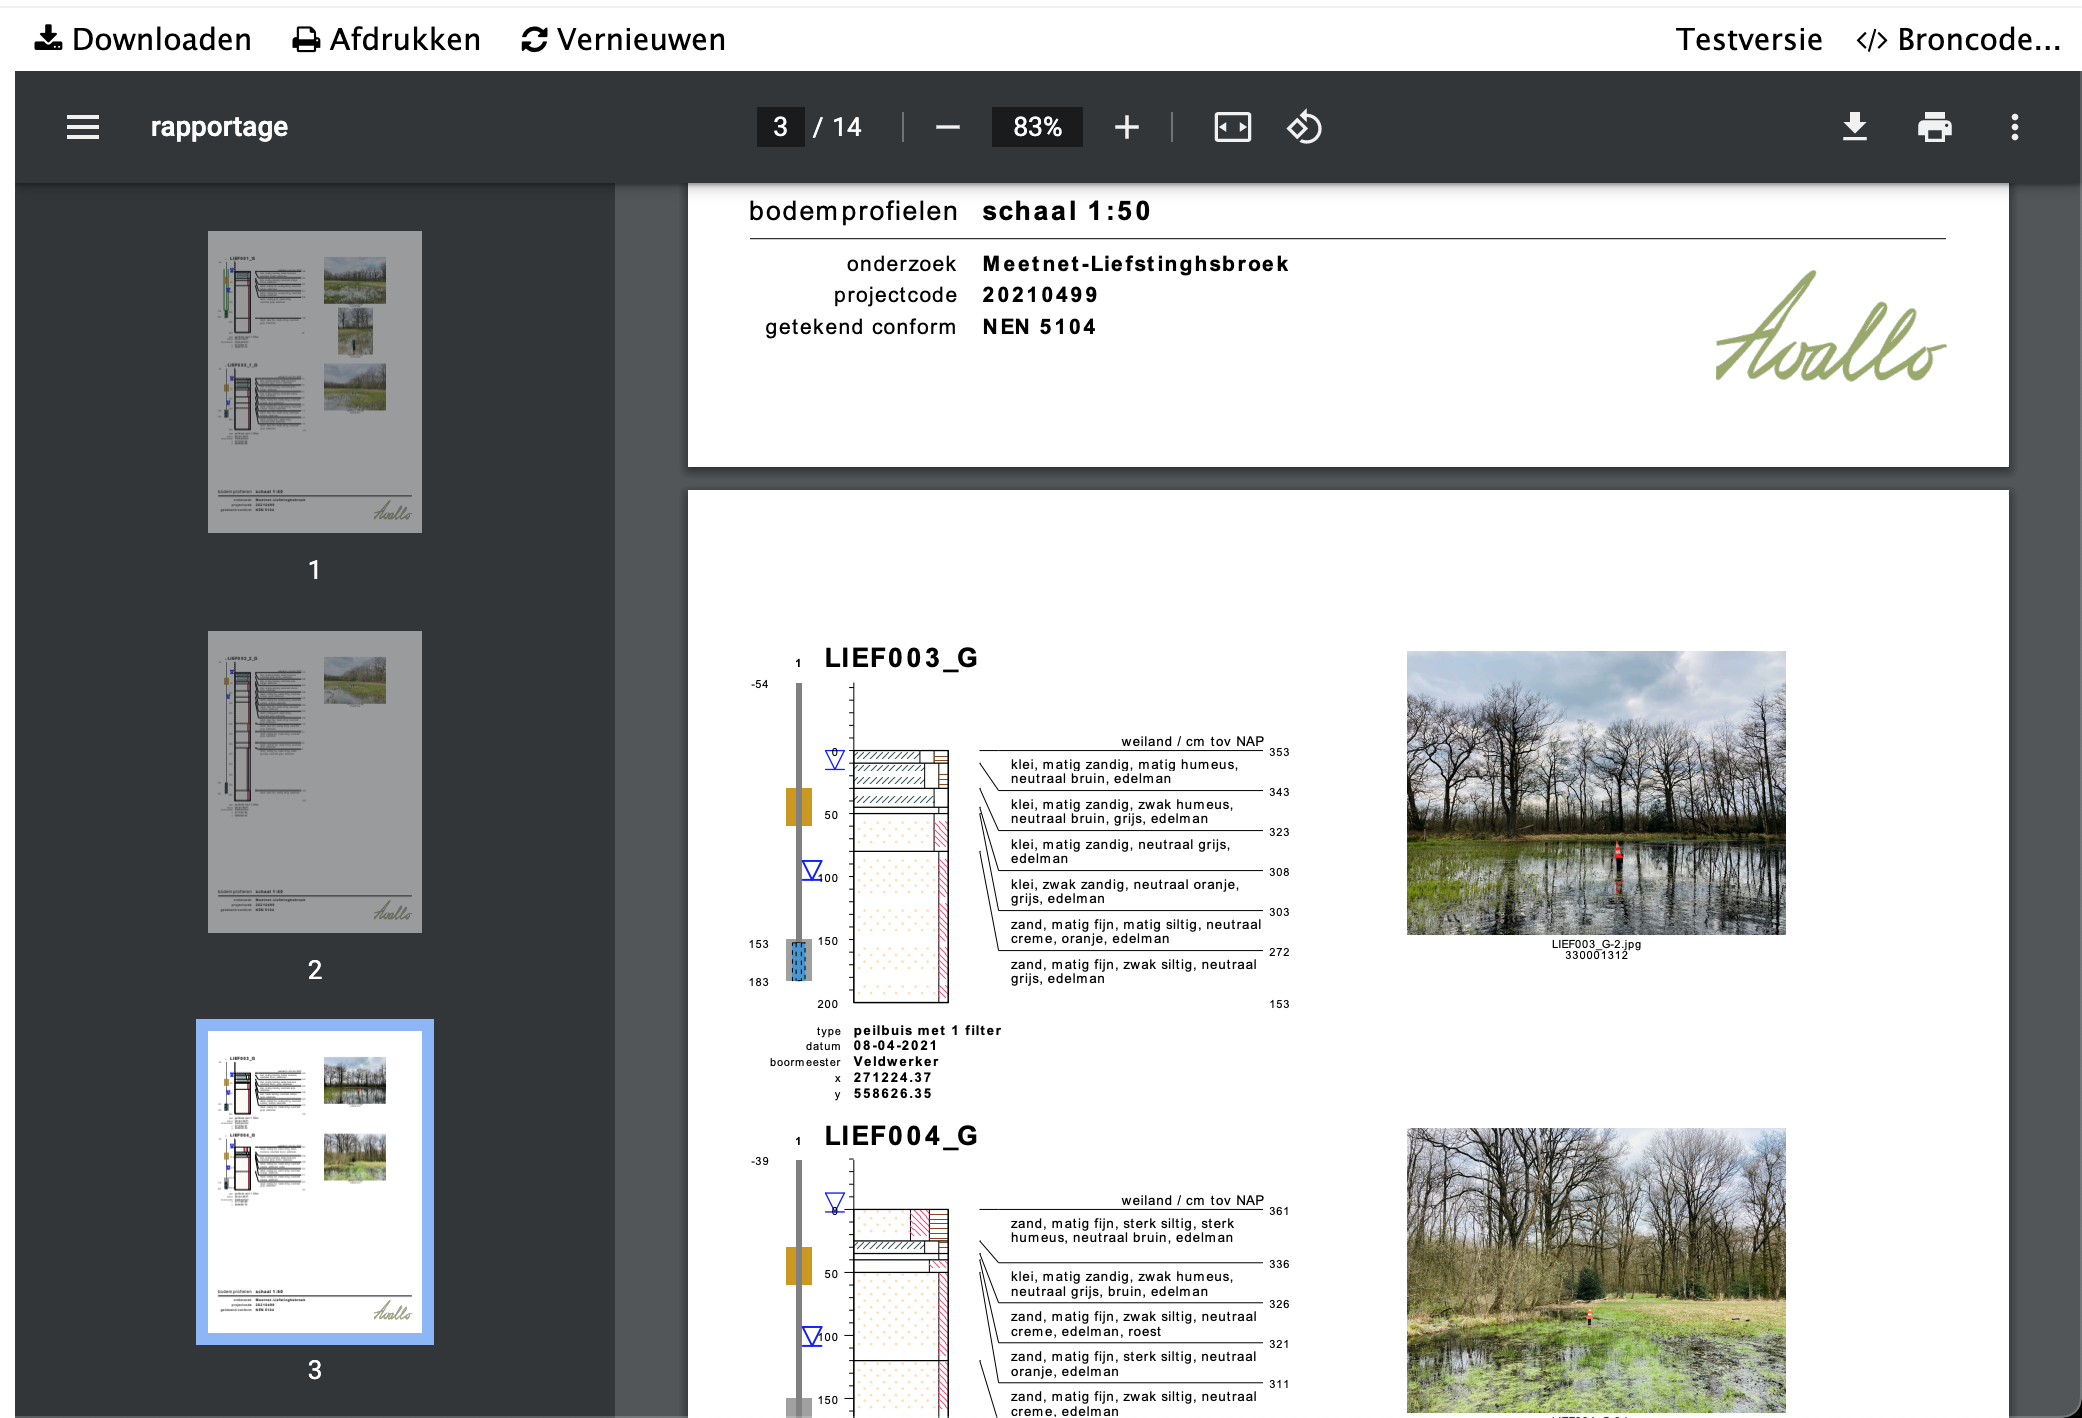 Downloaden Afdrukken Vernieuwen Testversie </> Broncode...
rapportage 3 / 14 83%
1
2
3
bodemprofielen schaal 1:50
onderzoek Meetnet-Liefstinghsbroek
projectcode 20210499
getekend conform NEN 5104
Avallo
1 LIEF003_G
-54
0
50
100
150
200
153
183
weiland / cm tov NAP 353
klei, matig zandig, matig humeus,
neutraal bruin, edelman
343
klei, matig zandig, zwak humeus,
neutraal bruin, grijs, edelman
323
klei, matig zandig, neutraal grijs,
edelman
308
klei, zwak zandig, neutraal oranje,
grijs, edelman
303
zand, matig fijn, matig siltig, neutraal
creme, oranje, edelman
272
zand, matig fijn, zwak siltig, neutraal
grijs, edelman
153
LIEF003_G-2.jpg
330001312
type peilbuis met 1 filter
datum 08-04-2021
boormeester Veldwerker
x 271224.37
y 558626.35
1 LIEF004_G
-39
0
50
100
150
weiland / cm tov NAP 361
zand, matig fijn, sterk siltig, sterk
humeus, neutraal bruin, edelman
336
klei, matig zandig, zwak humeus,
neutraal grijs, bruin, edelman
326
zand, matig fijn, zwak siltig, neutraal
creme, edelman, roest
321
zand, matig fijn, sterk siltig, neutraal
oranje, edelman
311
zand, matig fijn, zwak siltig, neutraal
creme, edelman